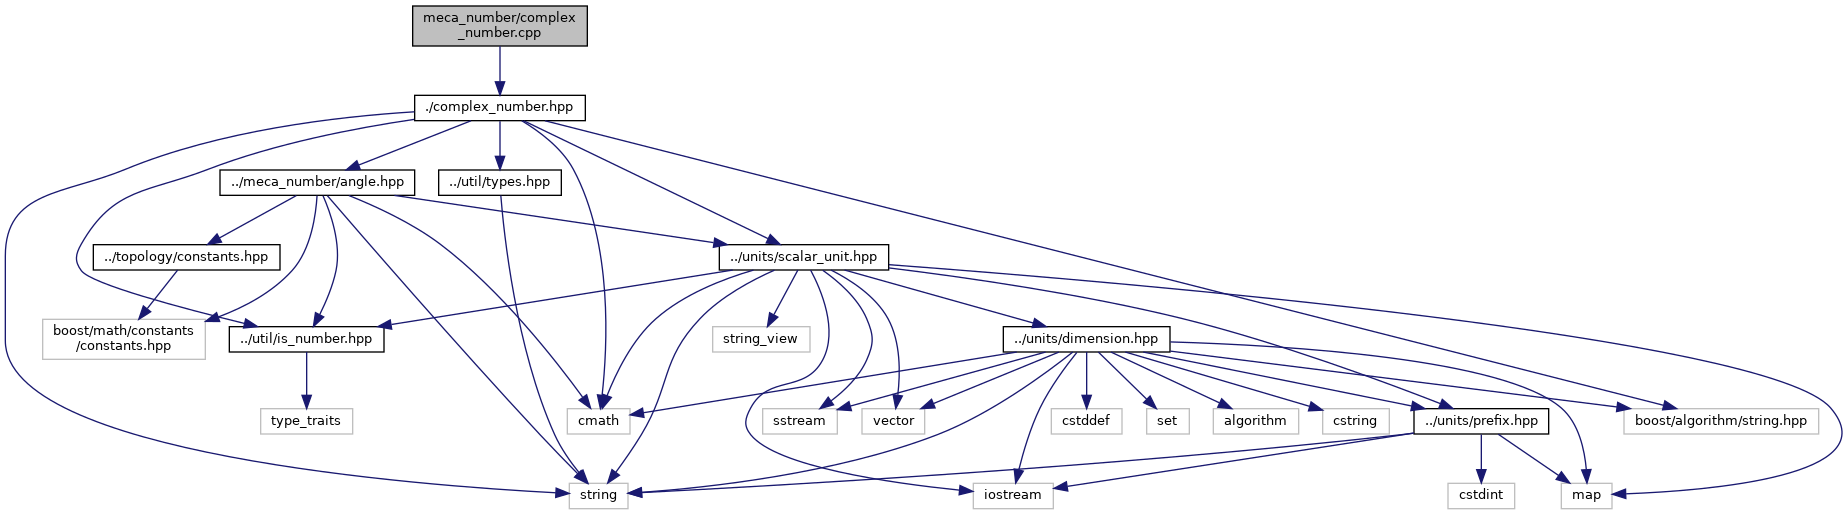 meca_number/complex
_number.cpp
./complex_number.hpp
../meca_number/angle.hpp
../util/types.hpp
../topology/constants.hpp
../units/scalar_unit.hpp
boost/math/constants
/constants.hpp
../util/is_number.hpp
string_view
../units/dimension.hpp
type_traits
cmath
sstream
vector
cstddef
set
algorithm
cstring
../units/prefix.hpp
boost/algorithm/string.hpp
string
iostream
cstdint
map